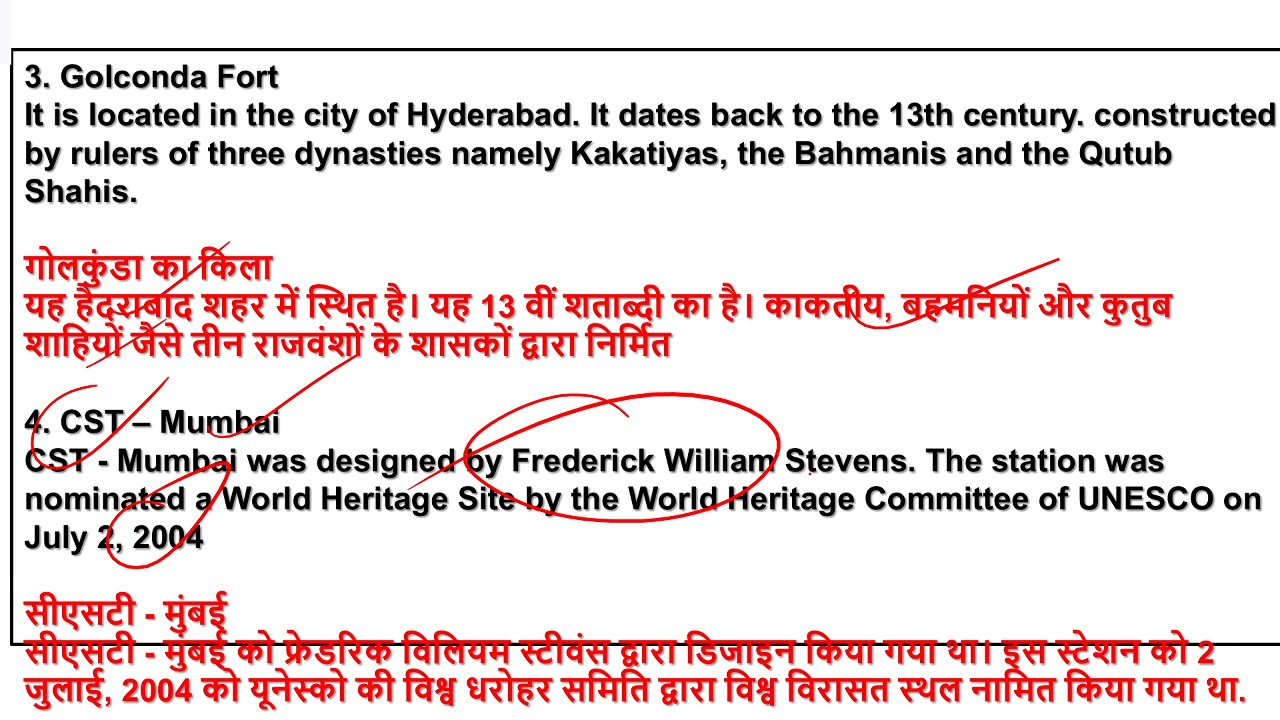 3. Golconda Fort
It is located in the city of Hyderabad. It dates back to the 13th century. constructed
by rulers of three dynasties namely Kakatiyas, the Bahmanis and the Qutub
Shahis.
गोलकुंडा का किला
यह हैदराबाद शहर में स्थित है। यह 13 वीं शताब्दी का है। काकतीय, बहमनियों और कुतुब
शाहियों जैसे तीन राजवंशों के शासकों द्वारा निर्मित
4. CST – Mumbai
CST - Mumbai was designed by Frederick William Stevens. The station was
nominated a World Heritage Site by the World Heritage Committee of UNESCO on
July 2, 2004
सीएसटी - मुंबई
सीएसटी - मुंबई को फ्रेडरिक विलियम स्टीवंस द्वारा डिजाइन किया गया था। इस स्टेशन को 2
जुलाई, 2004 को यूनेस्को की विश्व धरोहर समिति द्वारा विश्व विरासत स्थल नामित किया गया था.